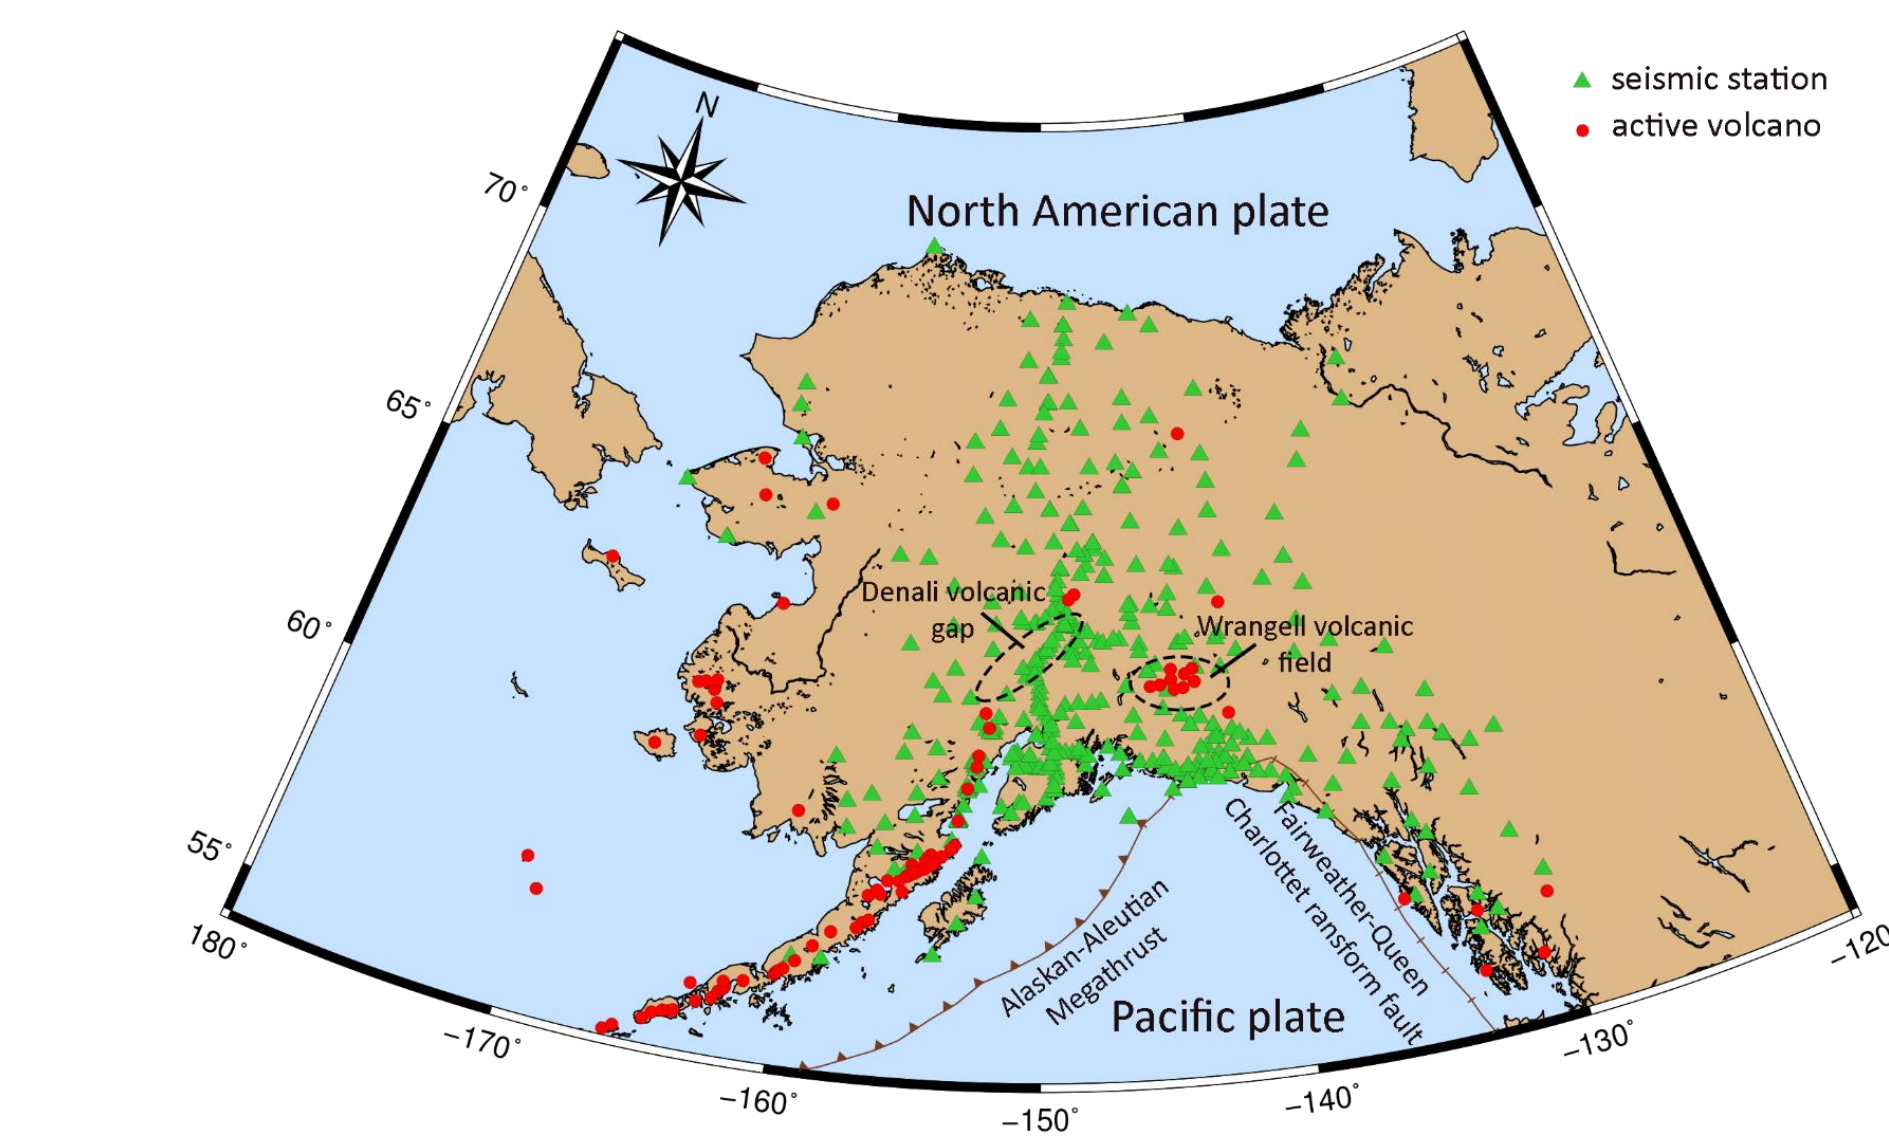 seismic station
active volcano
N
North American plate
70°
65°
60°
55°
180°
−170°
−160°
−150°
−140°
−130°
−120
Denali volcanic
gap
Wrangell volcanic
field
Alaskan-Aleutian
Megathrust
Fairweather-Queen
Charlottet ransform fault
Pacific plate